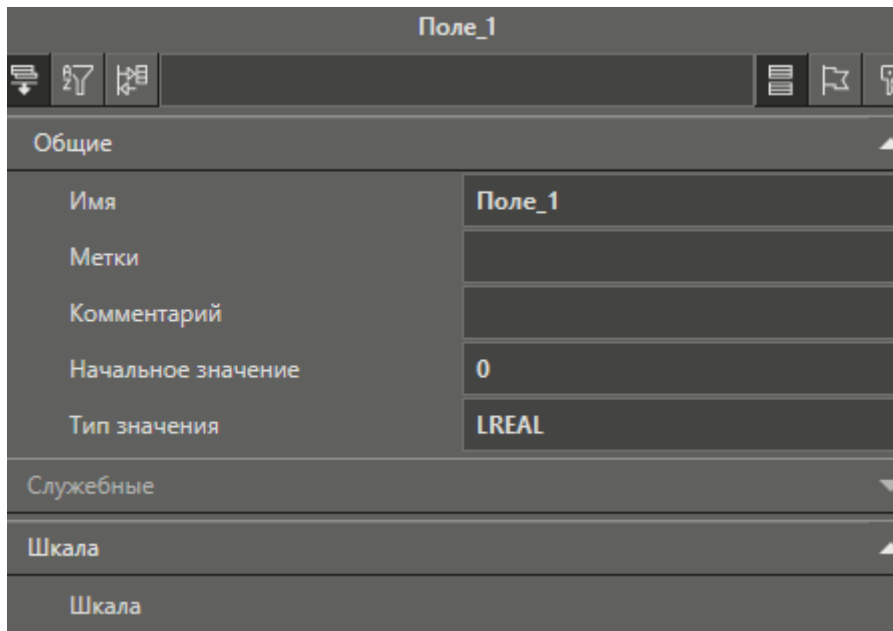 Поле_1
Общие
Имя Поле_1
Метки
Комментарий
Начальное значение 0
Тип значения LREAL
Служебные
Шкала
Шкала